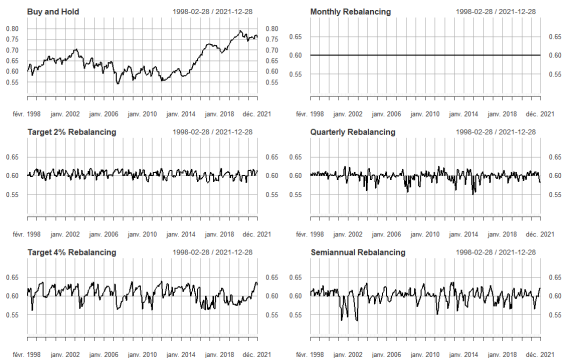 Buy and Hold 1998-02-28 / 2021-12-28
0.80 0.80
0.75 0.75
0.70 0.70
0.65 0.65
0.60 0.60
0.55 0.55
févr. 1998 janv. 2002 janv. 2006 janv. 2010 janv. 2014 janv. 2018 déc. 2021
Monthly Rebalancing 1998-02-28 / 2021-12-28
0.65 0.65
0.60 0.60
0.55 0.55
févr. 1998 janv. 2002 janv. 2006 janv. 2010 janv. 2014 janv. 2018 déc. 2021
Target 2% Rebalancing 1998-02-28 / 2021-12-28
0.65 0.65
0.60 0.60
0.55 0.55
févr. 1998 janv. 2002 janv. 2006 janv. 2010 janv. 2014 janv. 2018 déc. 2021
Quarterly Rebalancing 1998-02-28 / 2021-12-28
0.65 0.65
0.60 0.60
0.55 0.55
févr. 1998 janv. 2002 janv. 2006 janv. 2010 janv. 2014 janv. 2018 déc. 2021
Target 4% Rebalancing 1998-02-28 / 2021-12-28
0.65 0.65
0.60 0.60
0.55 0.55
févr. 1998 janv. 2002 janv. 2006 janv. 2010 janv. 2014 janv. 2018 déc. 2021
Semiannual Rebalancing 1998-02-28 / 2021-12-28
0.65 0.65
0.60 0.60
0.55 0.55
févr. 1998 janv. 2002 janv. 2006 janv. 2010 janv. 2014 janv. 2018 déc. 2021